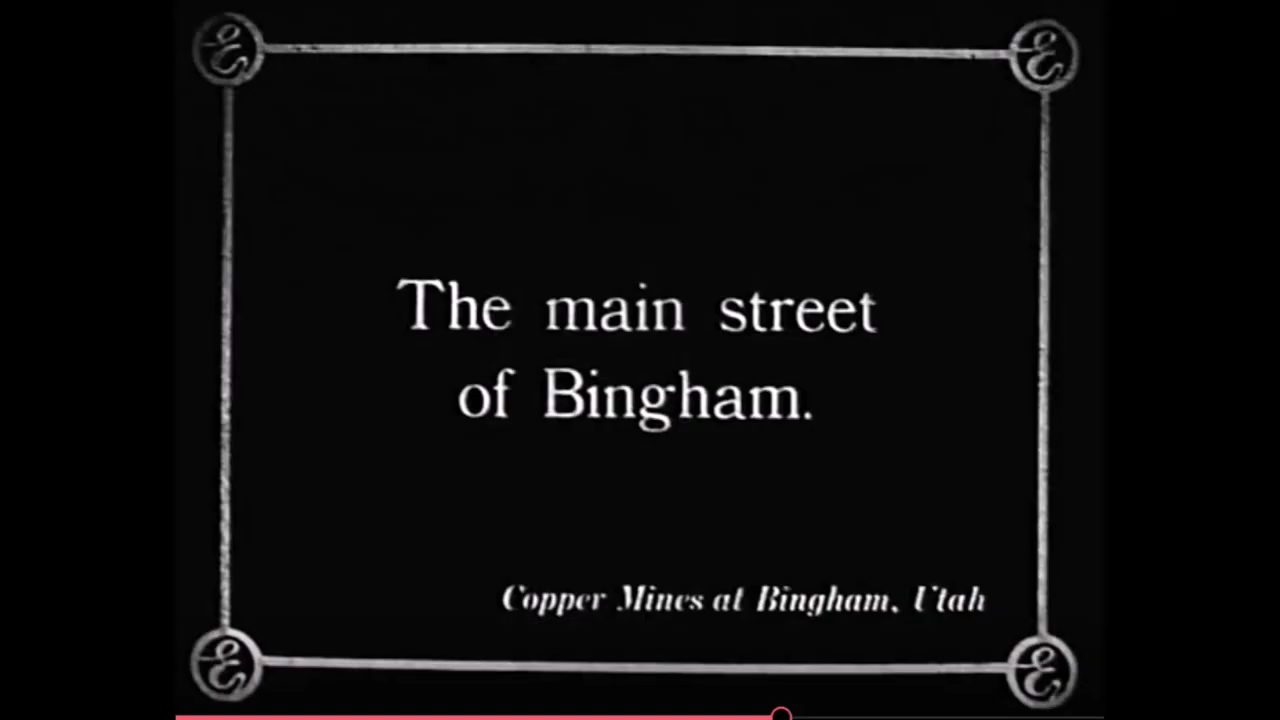 The main street
of Bingham.
Copper Mines at Bingham, Utah